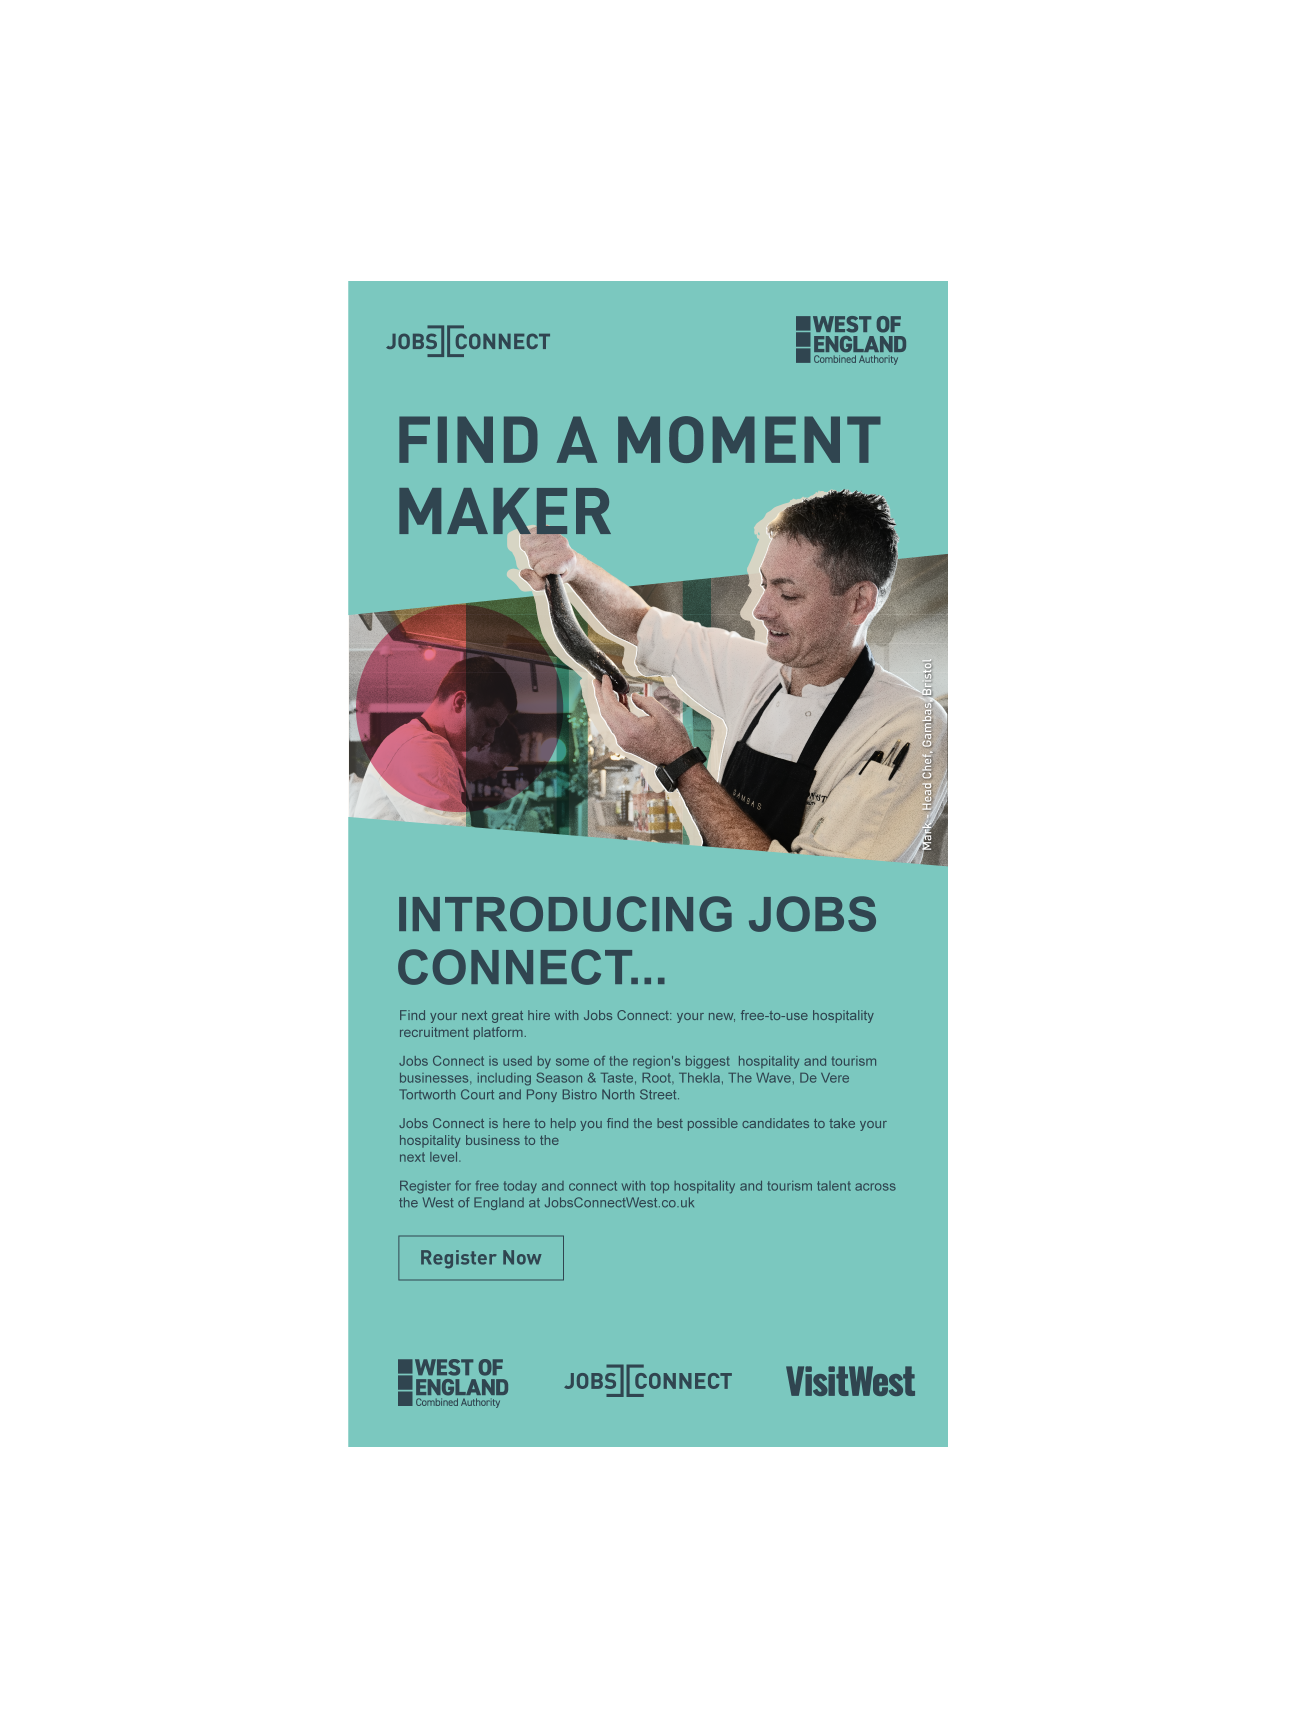 JOBS CONNECT
WEST OF
ENGLAND
Combined Authority
FIND A MOMENT
MAKER
GAMBAS
Mark - Head Chef, Gambas, Bristol
INTRODUCING JOBS
CONNECT...
Find your next great hire with Jobs Connect: your new, free-to-use hospitality
recruitment platform.
Jobs Connect is used by some of the region's biggest  hospitality and tourism
businesses, including Season & Taste, Root, Thekla, The Wave, De Vere
Tortworth Court and Pony Bistro North Street.
Jobs Connect is here to help you find the best possible candidates to take your
hospitality business to the
next level.
Register for free today and connect with top hospitality and tourism talent across
the West of England at JobsConnectWest.co.uk
Register Now
WEST OF
ENGLAND
Combined Authority
JOBS CONNECT
VisitWest